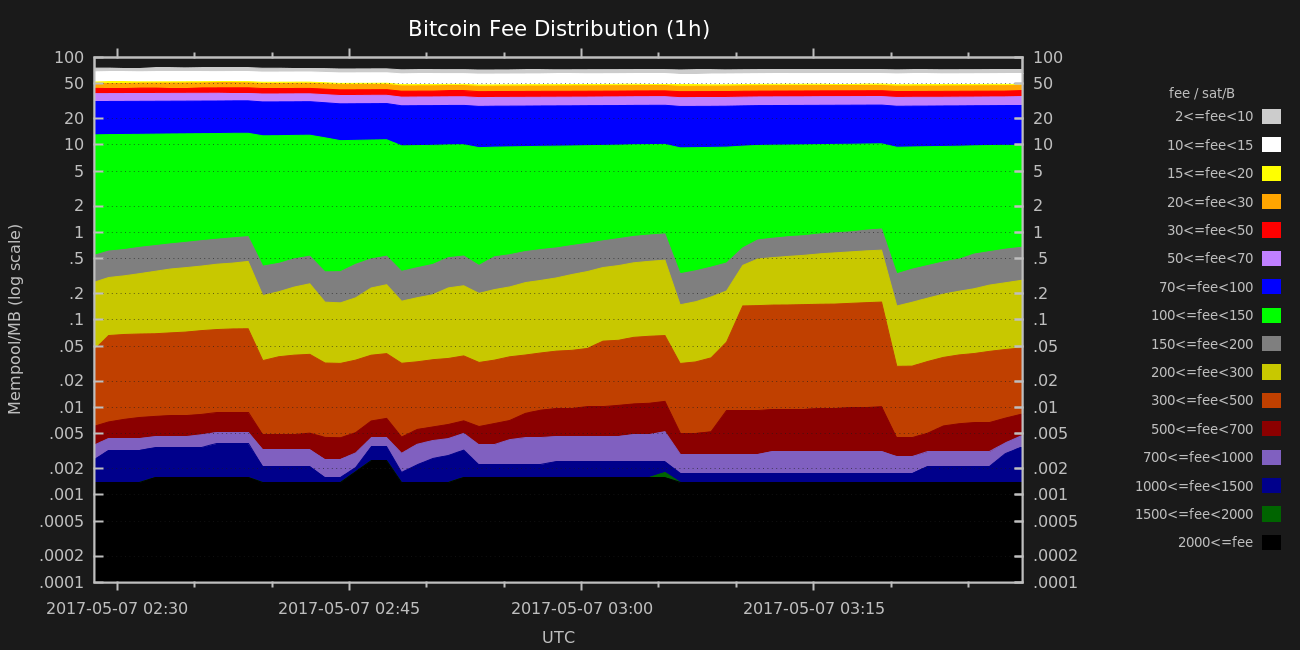 Bitcoin Fee Distribution (1h)
Mempool/MB (log scale)
100
50
20
10
5
2
1
.5
.2
.1
.05
.02
.01
.005
.002
.001
.0005
.0002
.0001
100
50
20
10
5
2
1
.5
.2
.1
.05
.02
.01
.005
.002
.001
.0005
.0002
.0001
2017-05-07 02:30 2017-05-07 02:45 2017-05-07 03:00 2017-05-07 03:15
UTC
fee / sat/B
2<=fee<10
10<=fee<15
15<=fee<20
20<=fee<30
30<=fee<50
50<=fee<70
70<=fee<100
100<=fee<150
150<=fee<200
200<=fee<300
300<=fee<500
500<=fee<700
700<=fee<1000
1000<=fee<1500
1500<=fee<2000
2000<=fee